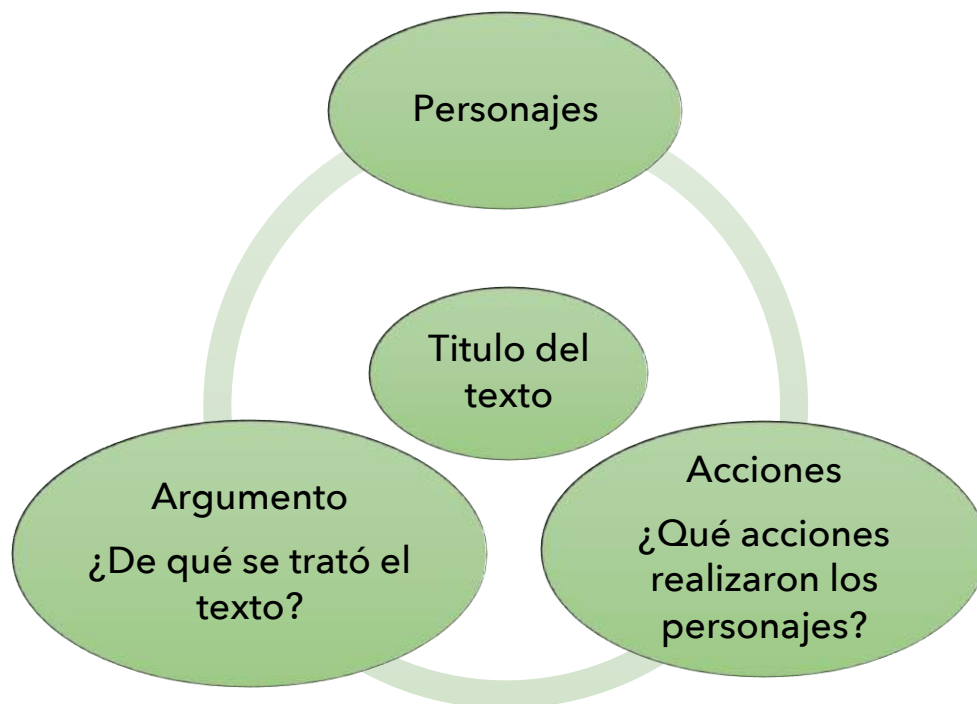 Personajes
Titulo del
texto
Argumento
¿De qué se trató el
texto?
Acciones
¿Qué acciones
realizaron los
personajes?